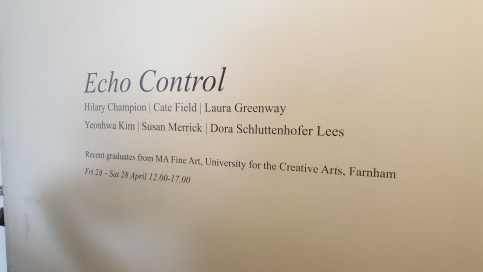 Echo Control
Hilary Champion | Cate Field | Laura Greenway
Yeonhwa Kim | Susan Merrick | Dora Schluttenhofer Lees
Recent graduates from MA Fine Art, University for the Creative Arts, Farnham
Fri 24 - Sat 28 April 12.00-17.00